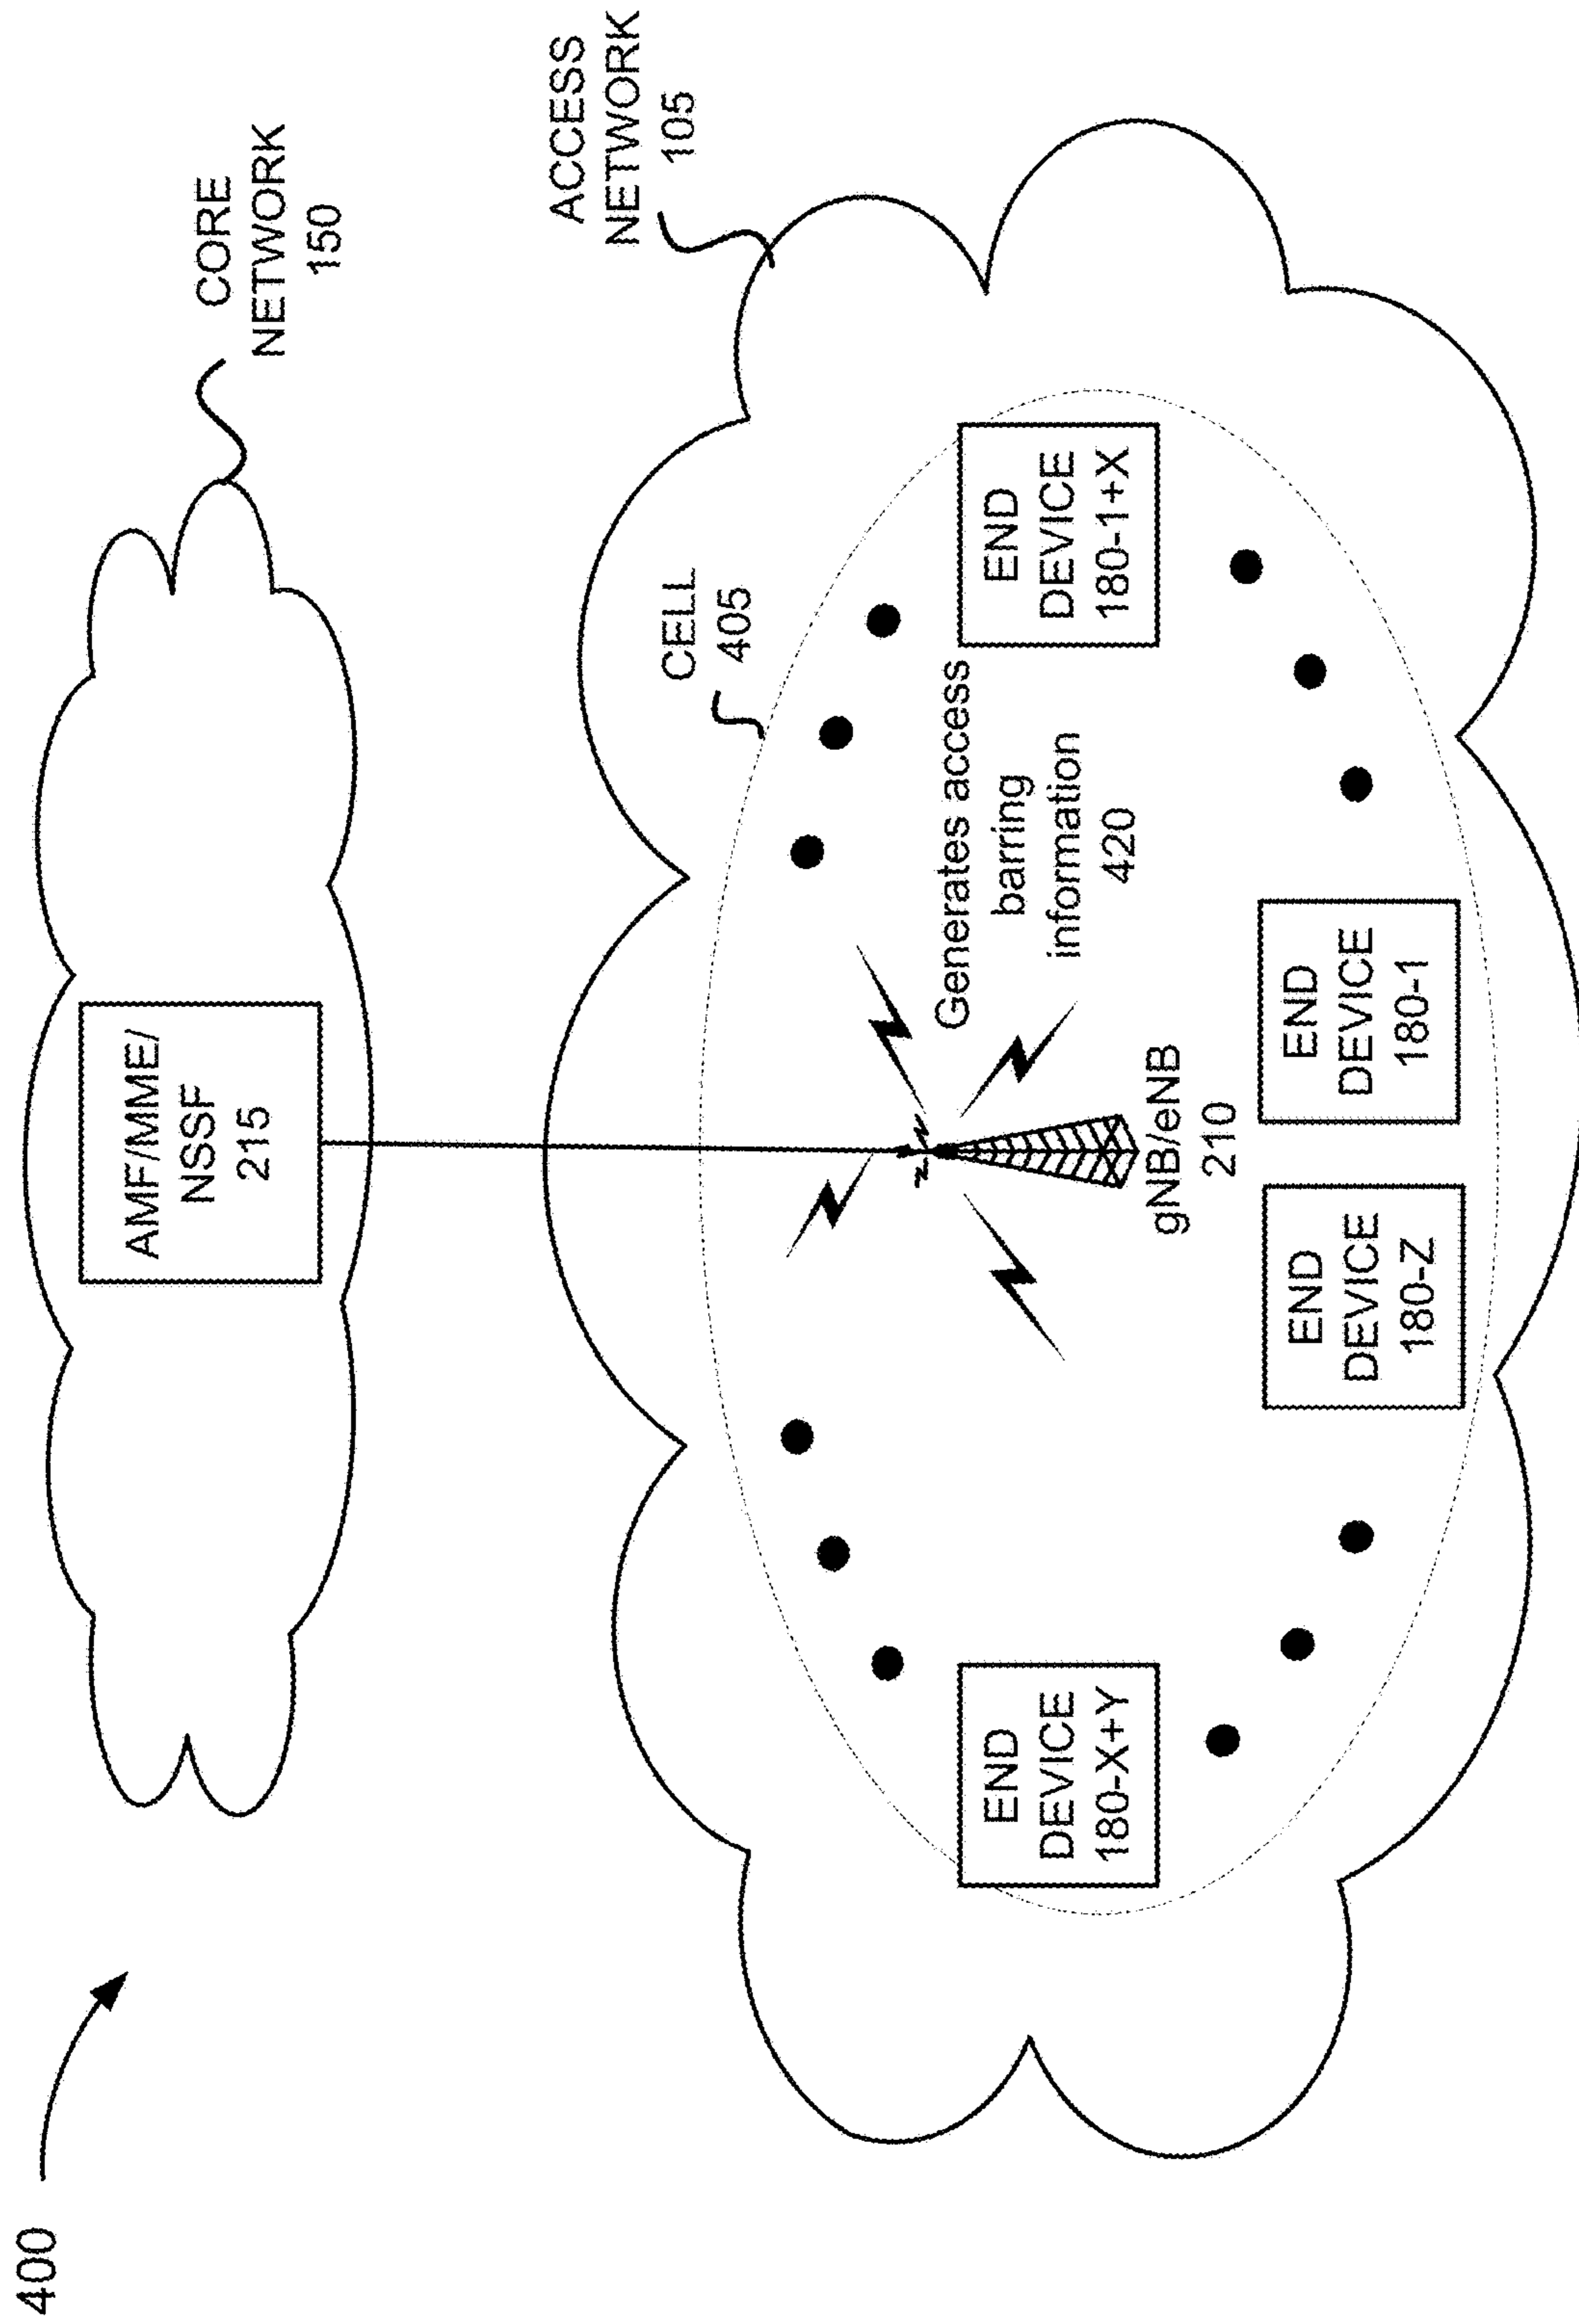 400
CORE
NETWORK
150
AMF/MME/
NSSF
215
ACCESS
NETWORK
105
CELL
405
Generates access
barring
information
420
END
DEVICE
180-X+Y
END
DEVICE
180-1+X
gNB/eNB
210
END
DEVICE
180-Z
END
DEVICE
180-1